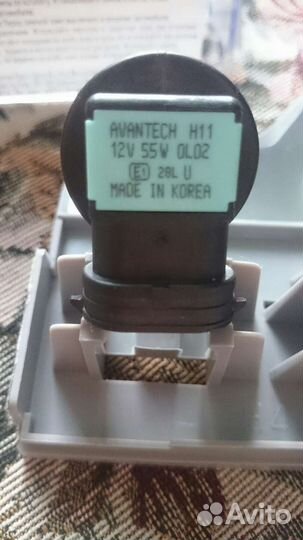 AVANTECH H11
12V 55W 0L02
E1 28L U
MADE IN KOREA
Avito